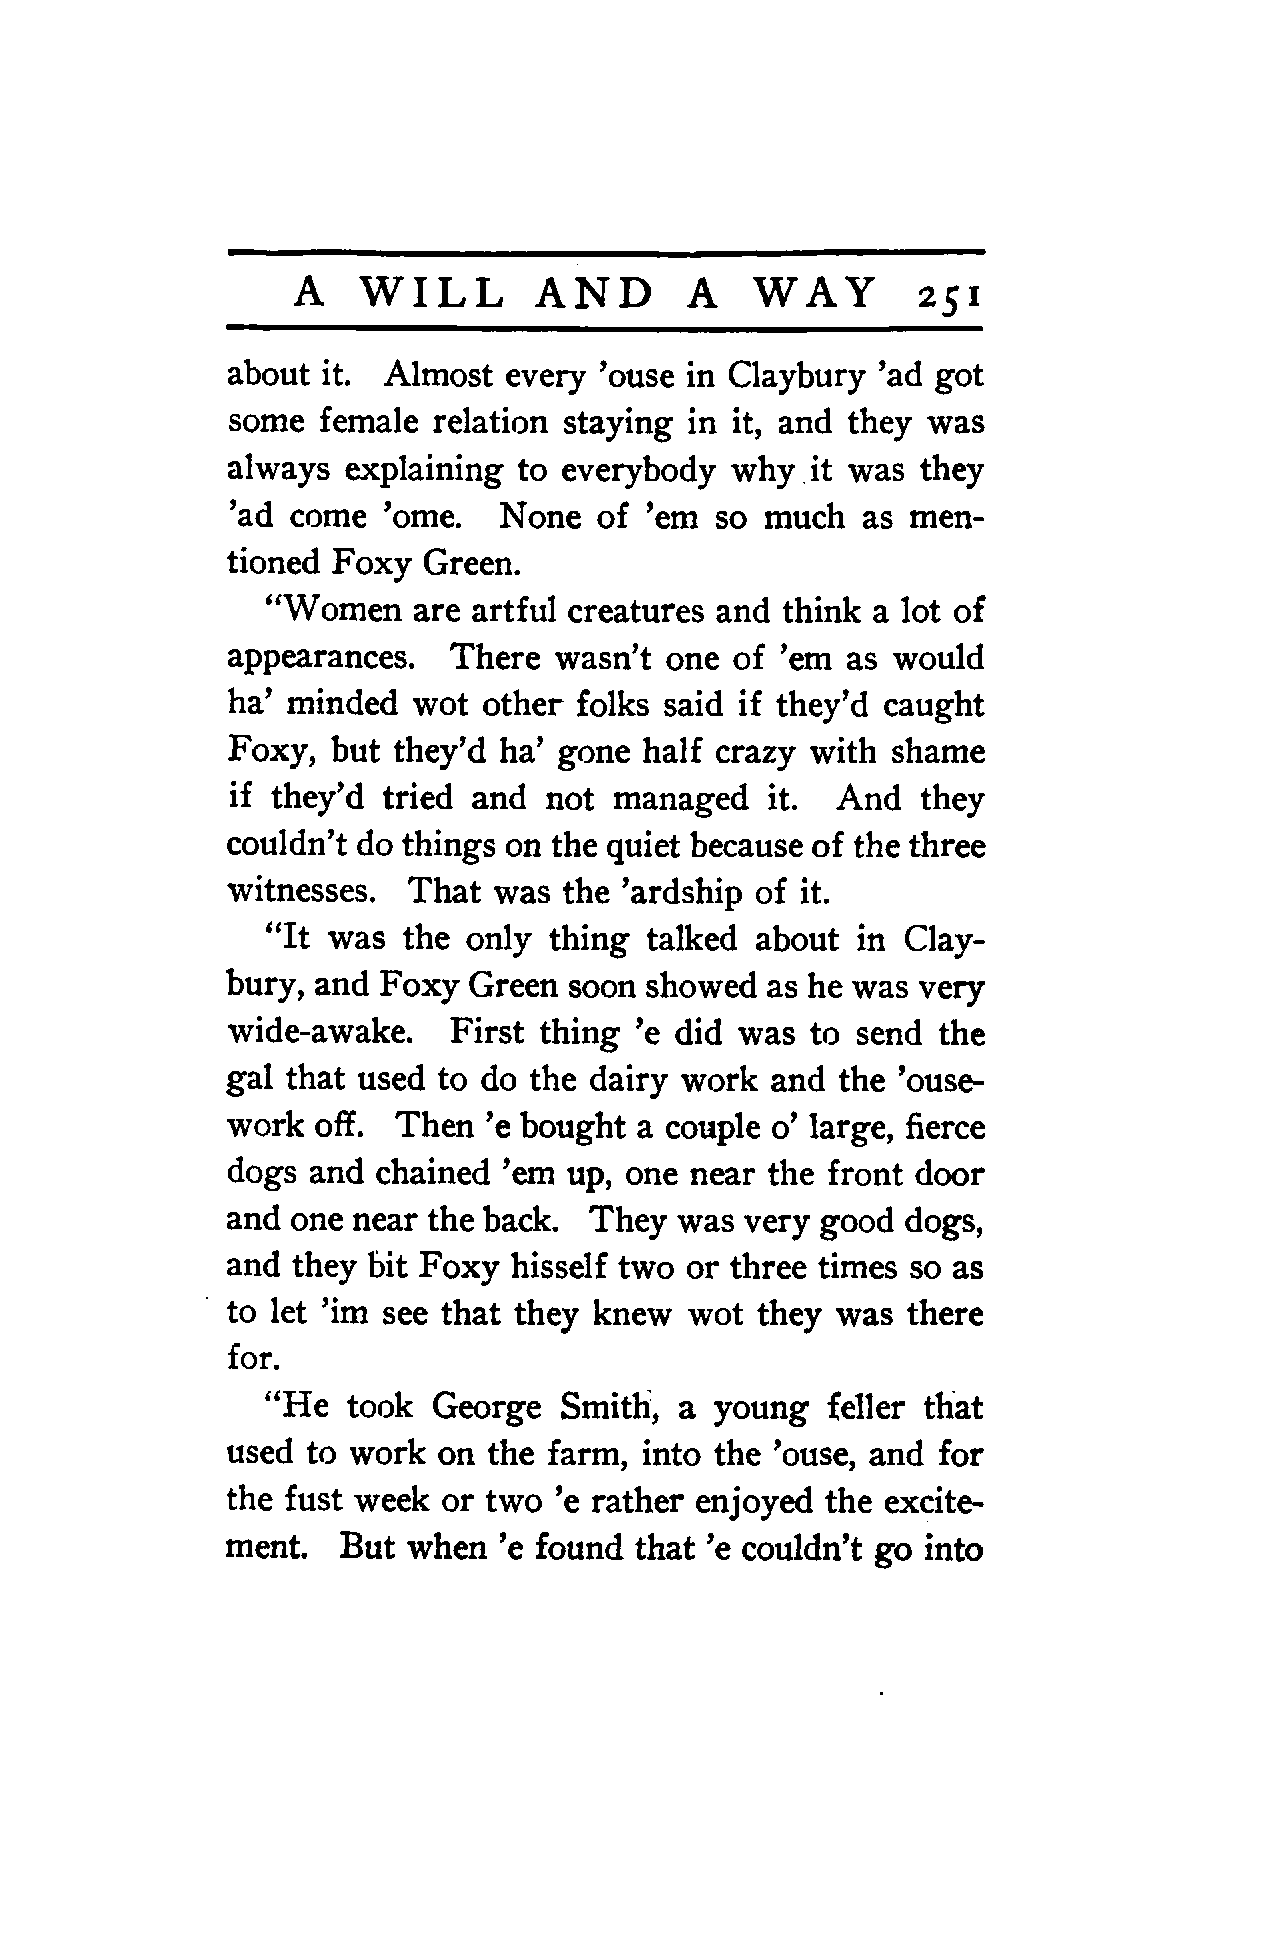 A WILL AND A WAY 251
about it. Almost every ’ouse in Claybury ’ad got
some female relation staying in it, and they was
always explaining to everybody why it was they
’ad come ’ome. None of ’em so much as men-
tioned Foxy Green.
“Women are artful creatures and think a lot of
appearances. There wasn’t one of ’em as would
ha’ minded wot other folks said if they’d caught
Foxy, but they’d ha’ gone half crazy with shame
if they’d tried and not managed it. And they
couldn’t do things on the quiet because of the three
witnesses. That was the ’ardship of it.
“It was the only thing talked about in Clay-
bury, and Foxy Green soon showed as he was very
wide-awake. First thing ’e did was to send the
gal that used to do the dairy work and the ’ouse-
work off. Then ’e bought a couple o’ large, fierce
dogs and chained ’em up, one near the front door
and one near the back. They was very good dogs,
and they bit Foxy hisself two or three times so as
to let ’im see that they knew wot they was there
for.
“He took George Smith, a young feller that
used to work on the farm, into the ’ouse, and for
the fust week or two ’e rather enjoyed the excite-
ment. But when ’e found that ’e couldn’t go into